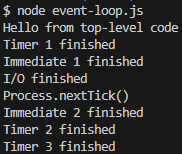 $ node event-loop.js
Hello from top-level code
Timer 1 finished
Immediate 1 finished
I/O finished
Process.nextTick()
Immediate 2 finished
Timer 2 finished
Timer 3 finished